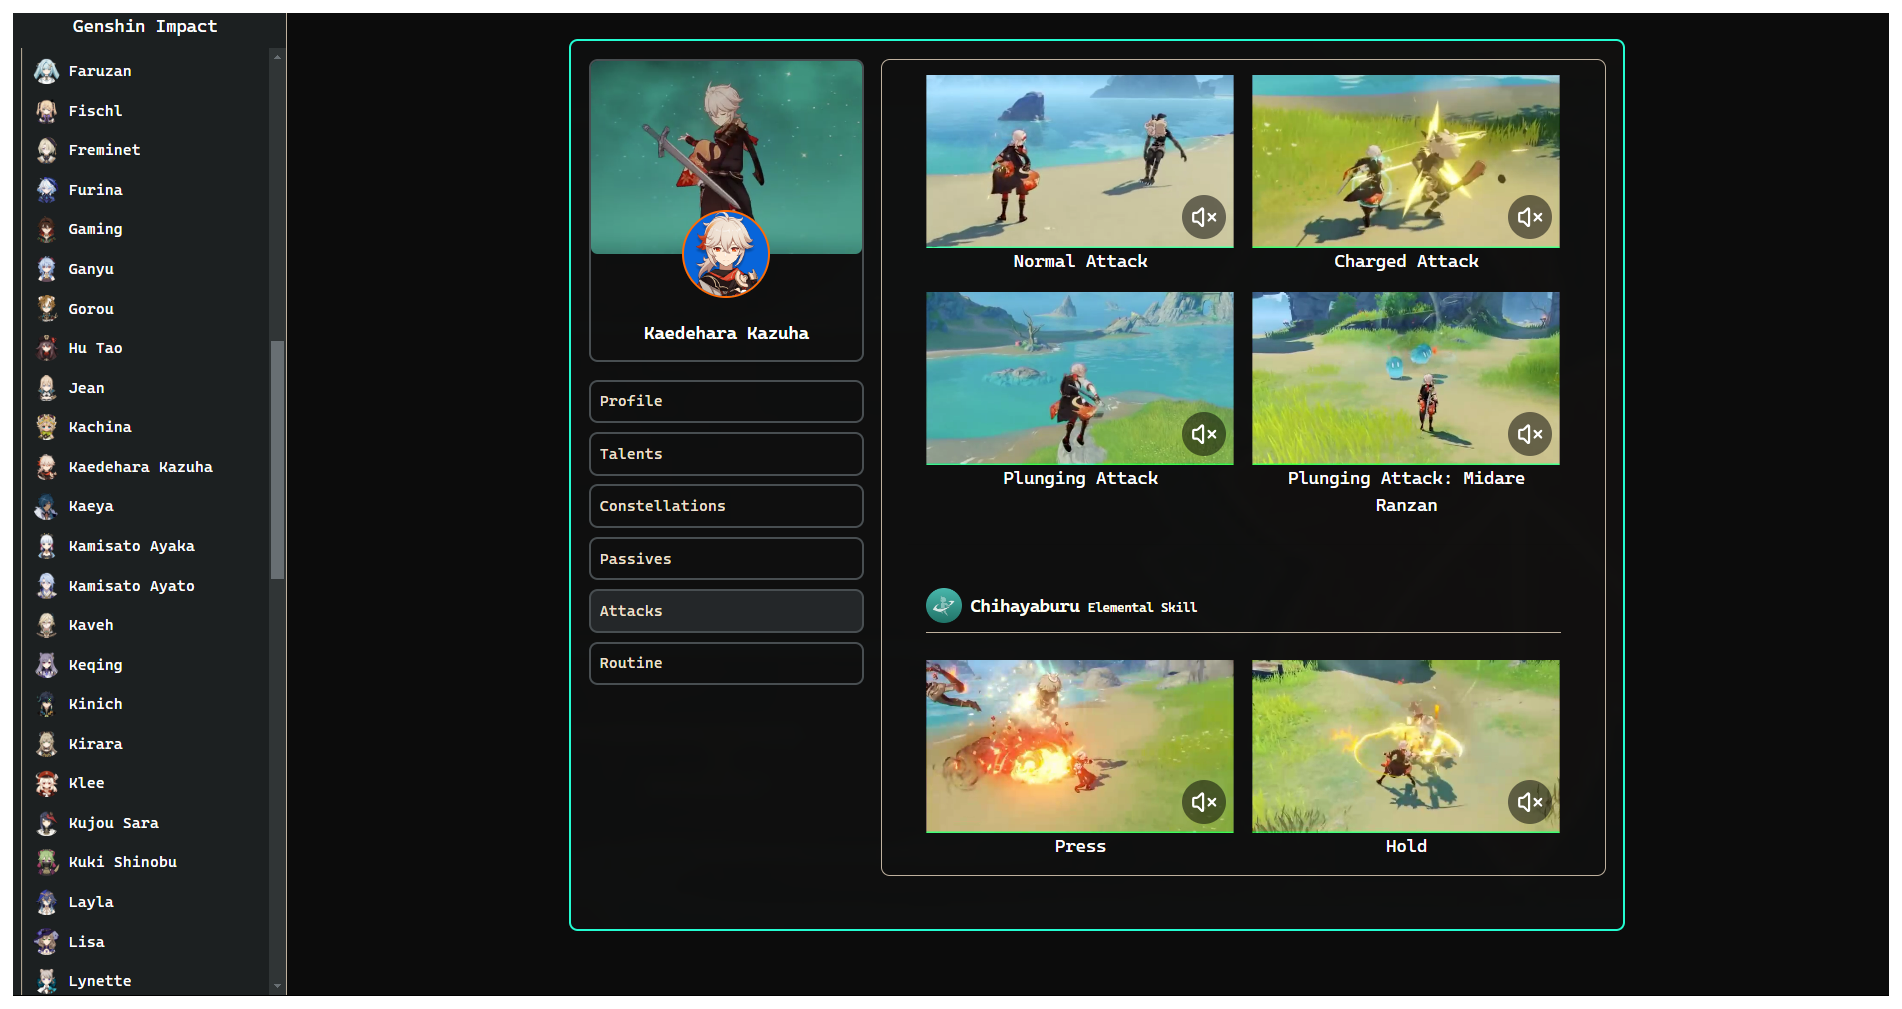 Genshin Impact
Faruzan
Fischl
Freminet
Furina
Gaming
Ganyu
Gorou
Hu Tao
Jean
Kachina
Kaedehara Kazuha
Kaeya
Kamisato Ayaka
Kamisato Ayato
Kaveh
Keqing
Kinich
Kirara
Klee
Kujou Sara
Kuki Shinobu
Layla
Lisa
Lynette
Kaedehara Kazuha
Profile
Talents
Constellations
Passives
Attacks
Routine
Normal Attack
Charged Attack
Plunging Attack
Plunging Attack: Midare
Ranzan
Chihayaburu Elemental Skill
Press
Hold